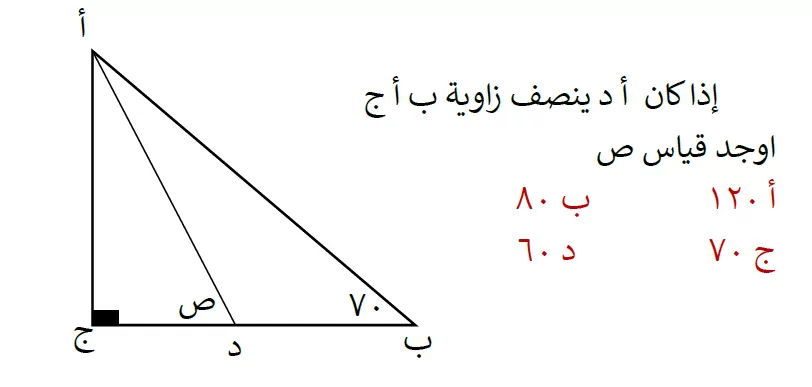 إذا كان أ د ينصف زاوية ب أ ج
اوجد قياس ص
أ ١٢٠ ب ٨٠
ج ٧٠ د ٦٠
أ
ص ٧٠
ج د ب